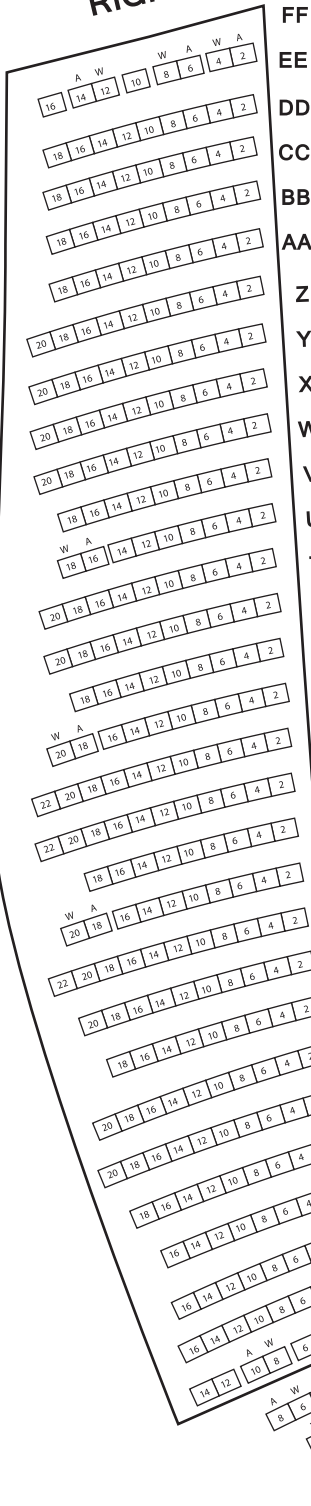 FF
A W W A W A
16 14 12 10 8 6 4 2 EE
18 16 14 12 10 8 6 4 2 DD
18 16 14 12 10 8 6 4 2 CC
18 16 14 12 10 8 6 4 2 BB
18 16 14 12 10 8 6 4 2 AA
20 18 16 14 12 10 8 6 4 2 Z
20 18 16 14 12 10 8 6 4 2 Y
20 18 16 14 12 10 8 6 4 2 X
20 18 16 14 12 10 8 6 4 2
18 16 14 12 10 8 6 4 2
W A
18 16 14 12 10 8 6 4 2
20 18 16 14 12 10 8 6 4 2
20 18 16 14 12 10 8 6 4 2
18 16 14 12 10 8 6 4 2
W A
20 18 16 14 12 10 8 6 4 2
22 20 18 16 14 12 10 8 6 4 2
22 20 18 16 14 12 10 8 6 4 2
18 16 14 12 10 8 6 4 2
W A
20 18 16 14 12 10 8 6 4 2
22 20 18 16 14 12 10 8 6 4 2
20 18 16 14 12 10 8 6 4 2
18 16 14 12 10 8 6 4 2
20 18 16 14 12 10 8 6 4 2
20 18 16 14 12 10 8 6 4
18 16 14 12 10 8 6 4
16 14 12 10 8 6 4
16 14 12 10 8 6
16 14 12 10 8 6
A W
14 12 10 8 6
A W
8 6